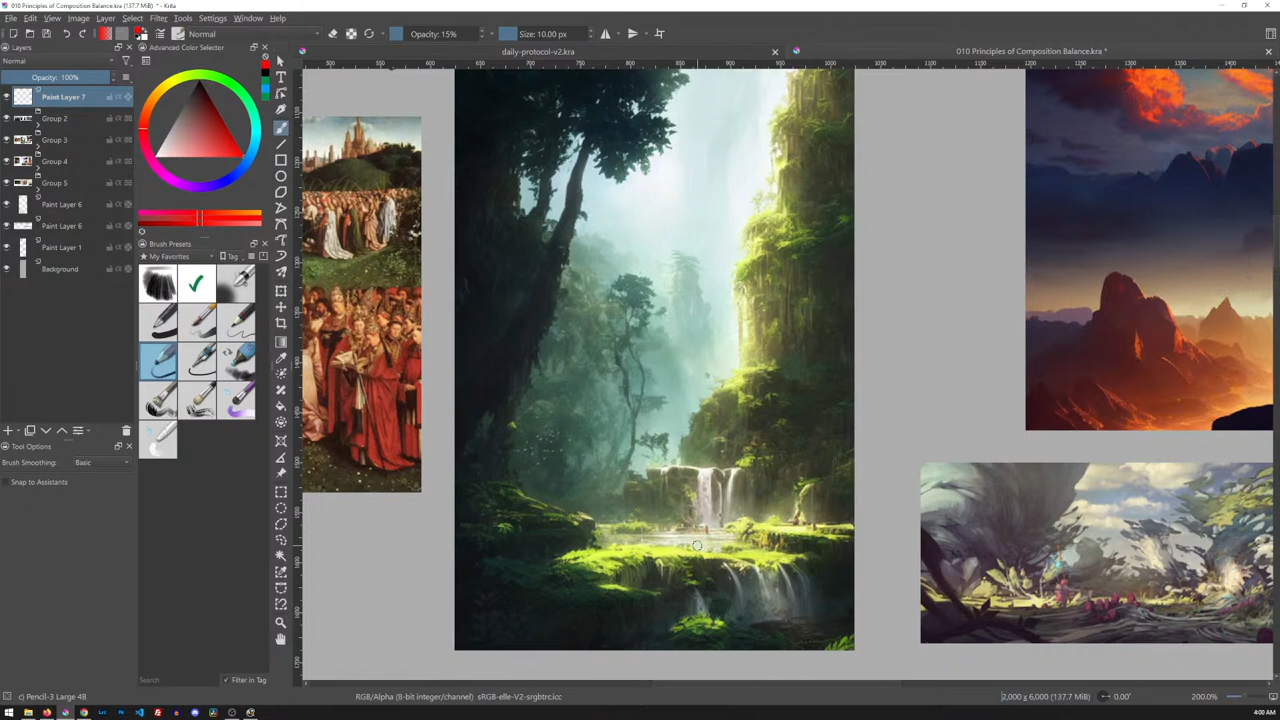 010 Principles of Composition Balance.kra (137.7 MiB) * - Krita
File Edit View Image Layer Select Filter Tools Settings Window Help
Normal Opacity: 15% Size: 10.00 px
Layers Advanced Color Selector daily-protocol-v2.kra 010 Principles of Composition Balance.kra *
Normal
Opacity: 100%
Paint Layer 7
Group 2
Group 3
Group 4
Group 5
Paint Layer 6
Paint Layer 6
Paint Layer 1
Background
Brush Presets
My Favorites Tag
Tool Options
Brush Smoothing: Basic
Snap to Assistants
Search Filter in Tag
c) Pencil-3 Large 4B RGB/Alpha (8-bit integer/channel) sRGB-elle-V2-srgbtrc.icc 2,000 x 6,000 (137.7 MiB) 0.00° 200.0%
4:00 AM